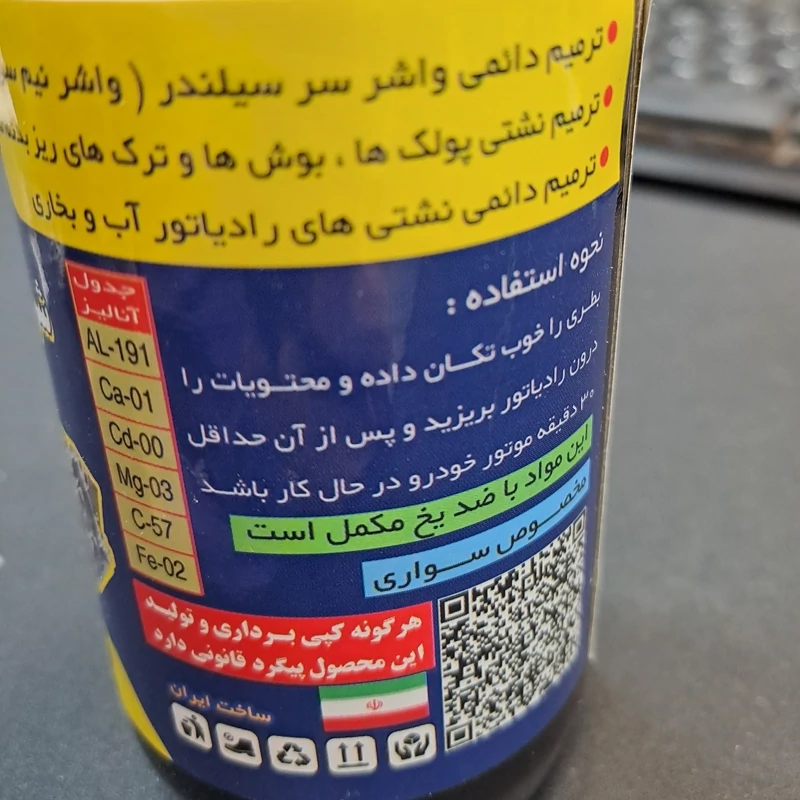 ترمیم دائمی واشر سر سیلندر ( واشر نیم
ترمیم نشتی پولک ها ، بوش ها و ترک های ریز
ترمیم دائمی نشتی های رادیاتور آب و بخاری
نحوه استفاده :
بطری را خوب تکان داده و محتویات را
درون رادیاتور بریزید و پس از آن حداقل
۳۰ دقیقه موتور خودرو در حال کار باشد
این مواد با ضد یخ مکمل است
مخصوص سواری
جدول
آنالیز
AL-191
Ca-01
Cd-00
Mg-03
C-57
Fe-02
هرگونه کپی برداری و تولید
این محصول پیگرد قانونی دارد
ساخت ایران